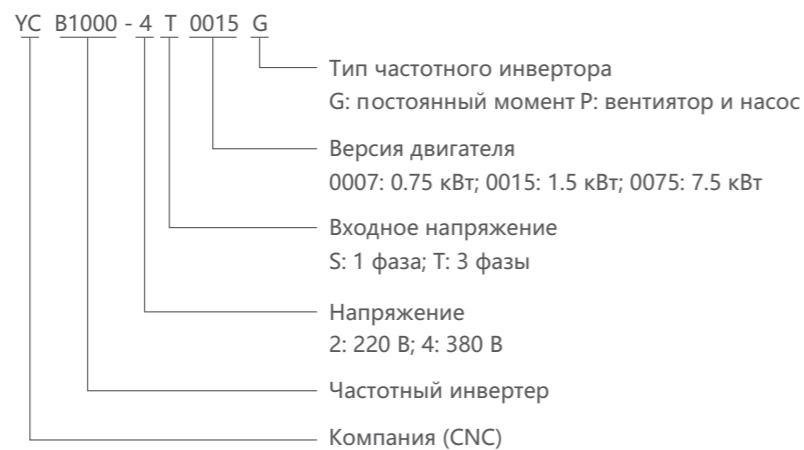 YC B1000 - 4 T 0015 G
Тип частотного инвертора
G: постоянный момент P: вентиятор и насос
Версия двигателя
0007: 0.75 кВт; 0015: 1.5 кВт; 0075: 7.5 кВт
Входное напряжение
S: 1 фаза; T: 3 фазы
Напряжение
2: 220 В; 4: 380 В
Частотный инвертер
Компания (CNC)